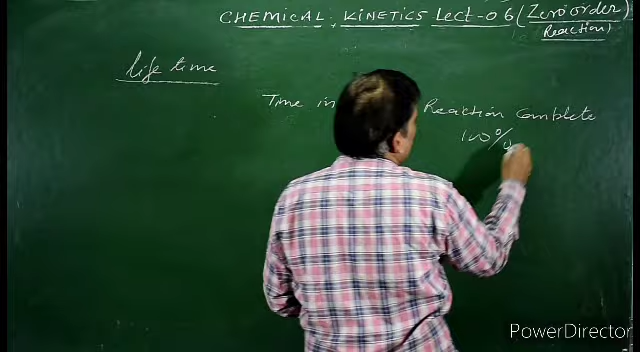 CHEMICAL KINETICS Lect-06 (Zero order
Reaction)
life time
Time in Reaction Complete
100%
PowerDirector